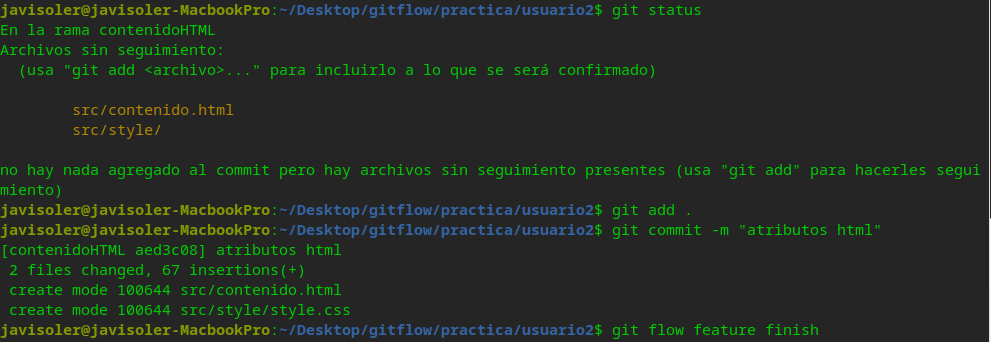 javisoler@javisoler-MacbookPro:~/Desktop/gitflow/practica/usuario2$ git status
En la rama contenidoHTML
Archivos sin seguimiento:
  (usa "git add <archivo>..." para incluirlo a lo que se será confirmado)
        src/contenido.html
        src/style/
no hay nada agregado al commit pero hay archivos sin seguimiento presentes (usa "git add" para hacerles segui
miento)
javisoler@javisoler-MacbookPro:~/Desktop/gitflow/practica/usuario2$ git add .
javisoler@javisoler-MacbookPro:~/Desktop/gitflow/practica/usuario2$ git commit -m "atributos html"
[contenidoHTML aed3c08] atributos html
 2 files changed, 67 insertions(+)
 create mode 100644 src/contenido.html
 create mode 100644 src/style/style.css
javisoler@javisoler-MacbookPro:~/Desktop/gitflow/practica/usuario2$ git flow feature finish